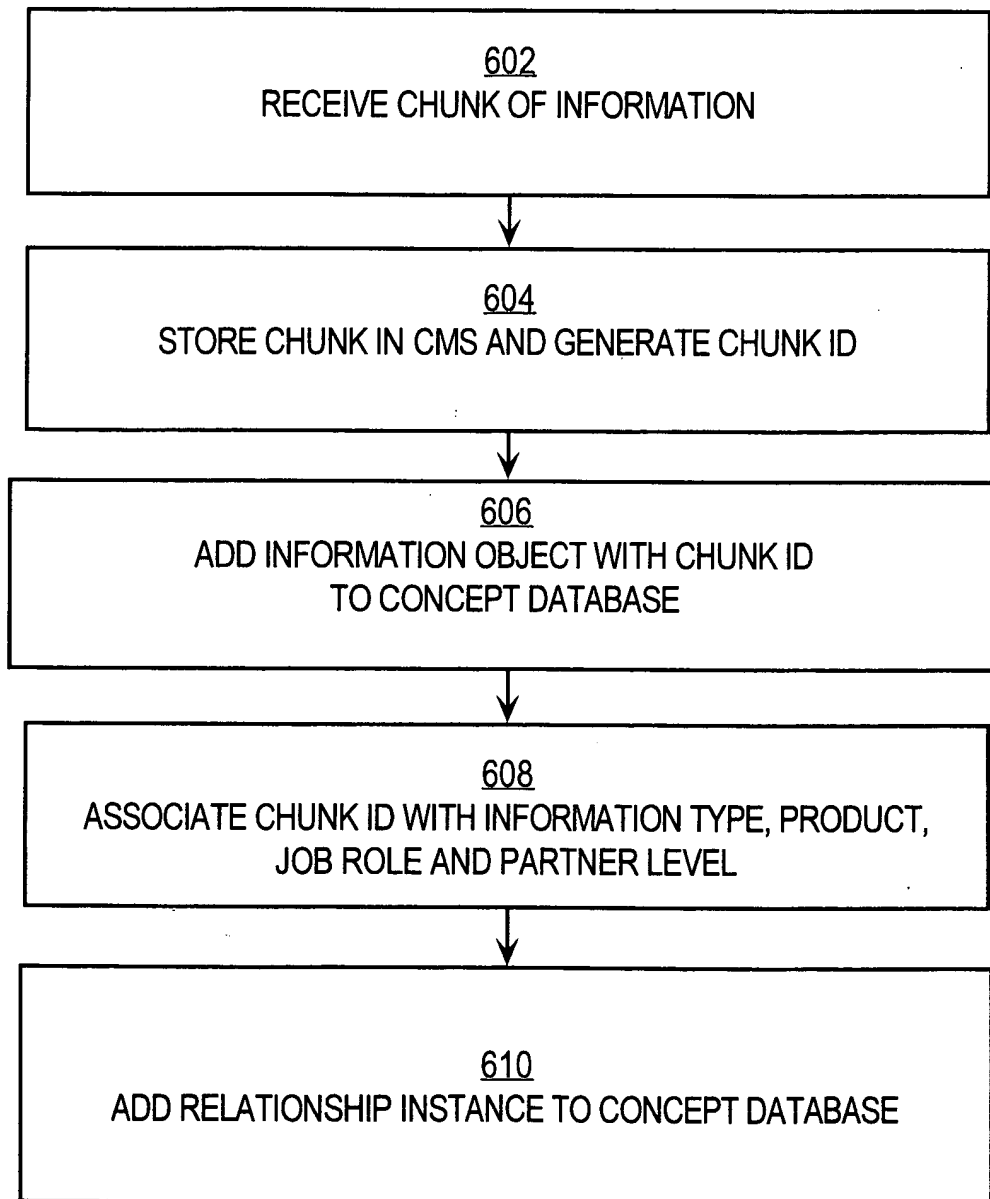 602
RECEIVE CHUNK OF INFORMATION
604
STORE CHUNK IN CMS AND GENERATE CHUNK ID
606
ADD INFORMATION OBJECT WITH CHUNK ID
TO CONCEPT DATABASE
608
ASSOCIATE CHUNK ID WITH INFORMATION TYPE, PRODUCT,
JOB ROLE AND PARTNER LEVEL
610
ADD RELATIONSHIP INSTANCE TO CONCEPT DATABASE